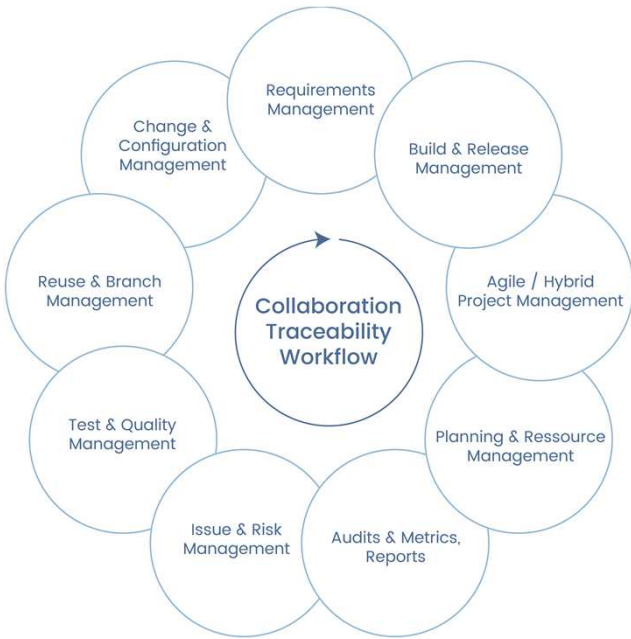 Requirements
Management
Build & Release
Management
Agile / Hybrid
Project Management
Planning & Ressource
Management
Audits & Metrics,
Reports
Issue & Risk
Management
Test & Quality
Management
Reuse & Branch
Management
Change &
Configuration
Management
Collaboration
Traceability
Workflow